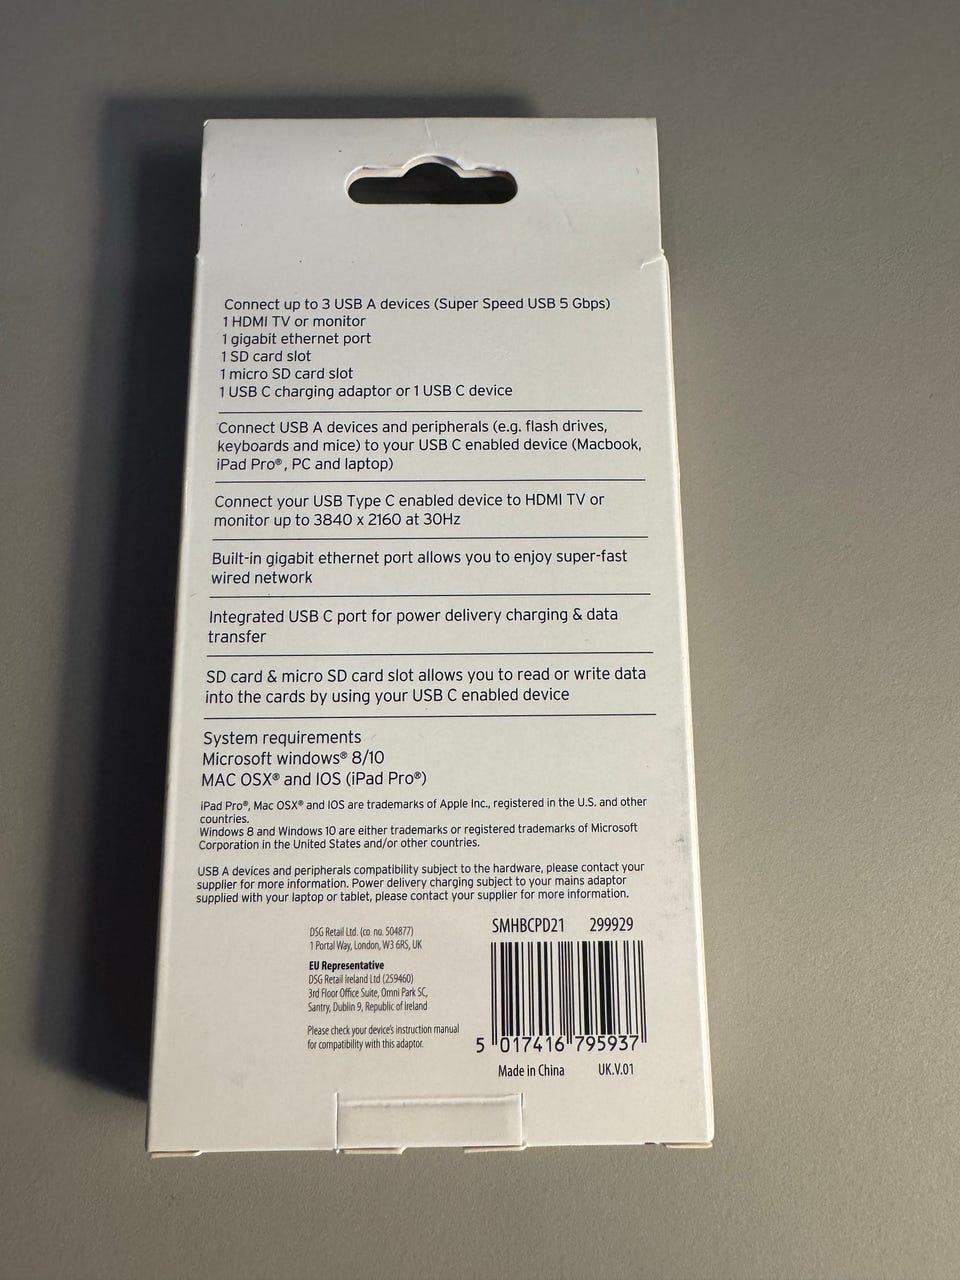 Connect up to 3 USB A devices (Super Speed USB 5 Gbps)
1 HDMI TV or monitor
1 gigabit ethernet port
1 SD card slot
1 micro SD card slot
1 USB C charging adaptor or 1 USB C device
Connect USB A devices and peripherals (e.g. flash drives,
keyboards and mice) to your USB C enabled device (Macbook,
iPad Pro®, PC and laptop)
Connect your USB Type C enabled device to HDMI TV or
monitor up to 3840 x 2160 at 30Hz
Built-in gigabit ethernet port allows you to enjoy super-fast
wired network
Integrated USB C port for power delivery charging & data
transfer
SD card & micro SD card slot allows you to read or write data
into the cards by using your USB C enabled device
System requirements
Microsoft windows® 8/10
MAC OSX® and IOS (iPad Pro®)
iPad Pro®, Mac OSX® and IOS are trademarks of Apple Inc., registered in the U.S. and other
countries.
Windows 8 and Windows 10 are either trademarks or registered trademarks of Microsoft
Corporation in the United States and/or other countries.
USB A devices and peripherals compatibility subject to the hardware, please contact your
supplier for more information. Power delivery charging subject to your mains adaptor
supplied with your laptop or tablet, please contact your supplier for more information.
DSG Retail Ltd. (co. no. 504877)
1 Portal Way, London, W3 6RS, UK
EU Representative
DSG Retail Ireland Ltd (259460)
3rd Floor Office Suite, Omni Park SC,
Santry, Dublin 9, Republic of Ireland
Please check your device's instruction manual
for compatibility with this adaptor.
SMHBCPD21 299929
5 017416 795937
Made in China UK.V.01